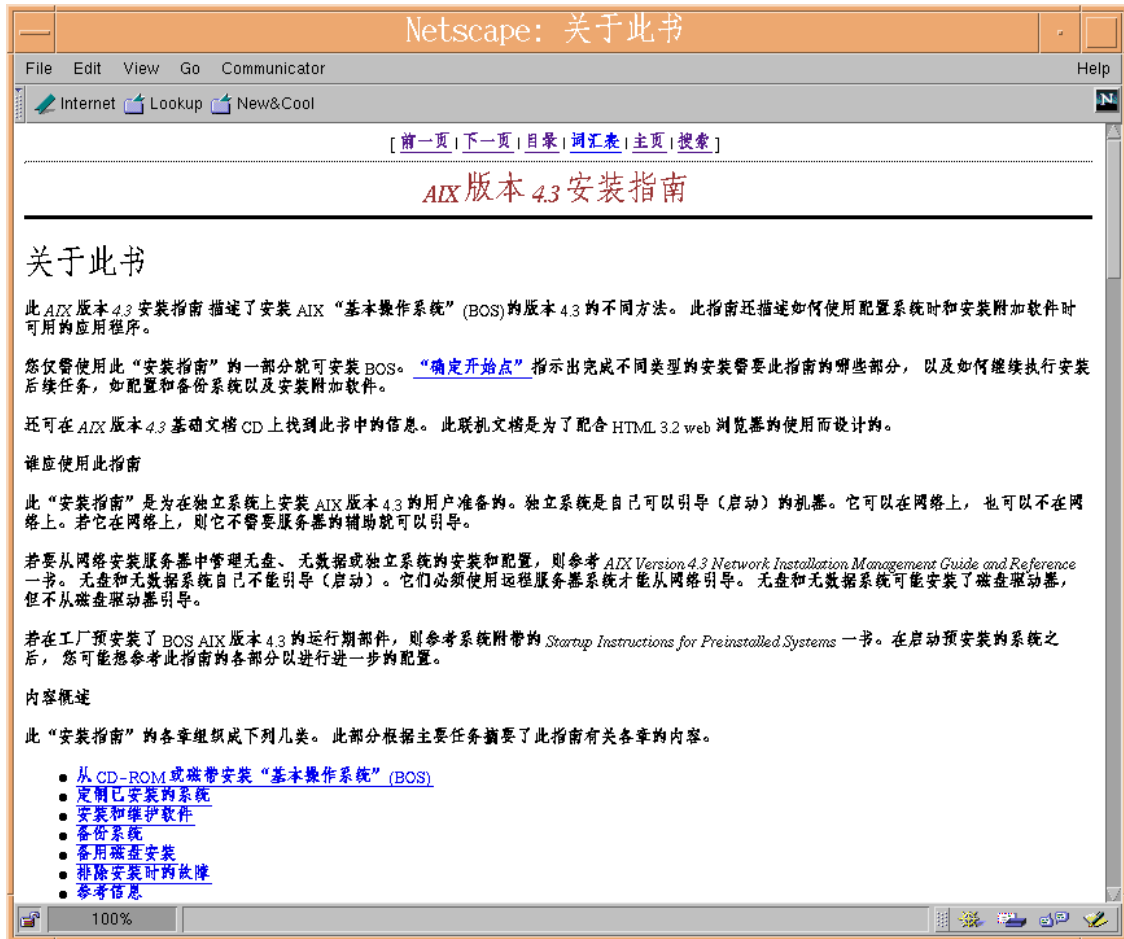 Netscape: 关于此书
File Edit View Go Communicator Help
Internet Lookup New&Cool
[ 前一页 | 下一页 | 目录 | 词汇表 | 主页 | 搜索 ]
AIX 版本 4.3 安装指南
关于此书
此 AIX 版本 4.3 安装指南 描述了安装 AIX “基本操作系统” (BOS)的版本 4.3 的不同方法。 此指南还描述如何使用配置系统时和安装附加软件时
可用的应用程序。
您仅需使用此“安装指南”的一部分就可安装 BOS。 “确定开始点” 指示出完成不同类型的安装需要此指南的哪些部分， 以及如何继续执行安装
后续任务，如配置和备份系统以及安装附加软件。
还可在 AIX 版本 4.3 基础文档 CD 上找到此书中的信息。 此联机文档是为了配合 HTML 3.2 web 浏览器的使用而设计的。
谁应使用此指南
此“安装指南”是为在独立系统上安装 AIX 版本 4.3 的用户准备的。独立系统是自己可以引导（启动）的机器。它可以在网络上， 也可以不在网
络上。若它在网络上，则它不需要服务器的辅助就可以引导。
若要从网络安装服务器中管理无盘、 无数据或独立系统的安装和配置，则参考 AIX Version 4.3 Network Installation Management Guide and Reference
一书。 无盘和无数据系统自己不能引导（启动）。它们必须使用远程服务器系统才能从网络引导。 无盘和无数据系统可能安装了磁盘驱动器，
但不从磁盘驱动器引导。
若在工厂预安装了 BOS AIX 版本 4.3 的运行期部件，则参考系统附带的 Startup Instructions for Preinstalled Systems 一书。在启动预安装的系统之
后， 您可能想参考此指南的各部分以进行进一步的配置。
内容概述
此“安装指南”的各章组织成下列几类。 此部分根据主要任务摘要了此指南有关各章的内容。
从 CD-ROM 或磁带安装“基本操作系统” (BOS)
定制已安装的系统
安装和维护软件
备份系统
备用磁盘安装
排除安装时的故障
参考信息
100%